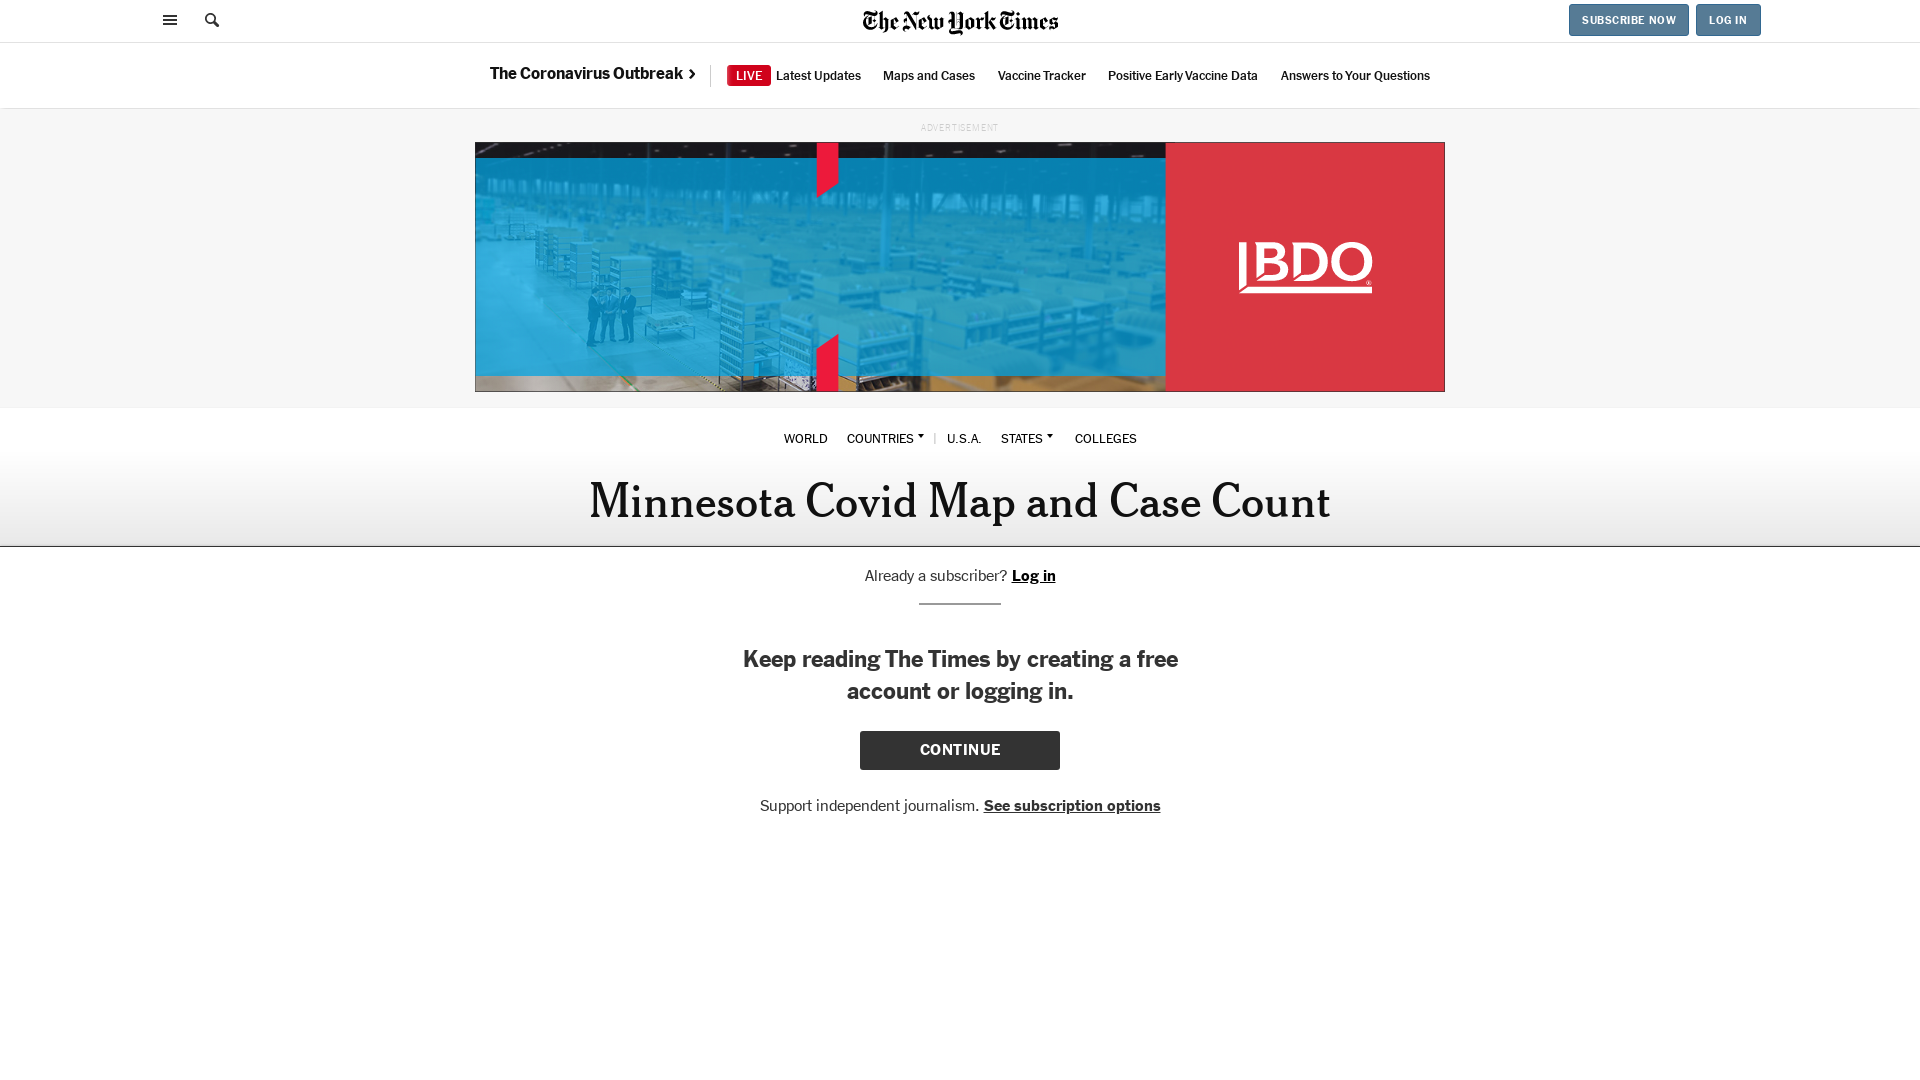 The New York Times
SUBSCRIBE NOW
LOG IN
The Coronavirus Outbreak ›
LIVE Latest Updates
Maps and Cases
Vaccine Tracker
Positive Early Vaccine Data
Answers to Your Questions
ADVERTISEMENT
BDO®
WORLD COUNTRIES | U.S.A. STATES COLLEGES
Minnesota Covid Map and Case Count
Already a subscriber? Log in
Keep reading The Times by creating a free
account or logging in.
CONTINUE
Support independent journalism. See subscription options